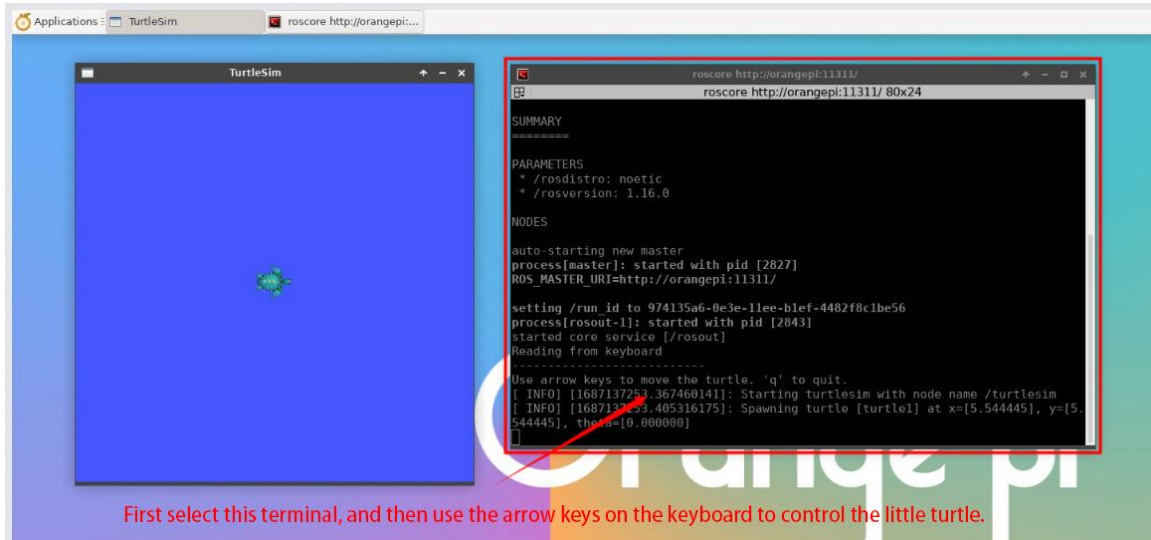 Applications
TurtleSim
roscore http://orangepi:...
TurtleSim
roscore http://orangepi:11311/
roscore http://orangepi:11311/ 80x24
SUMMARY
========
PARAMETERS
* /rosdistro: noetic
* /rosversion: 1.16.0
NODES
auto-starting new master
process[master]: started with pid [2827]
ROS_MASTER_URI=http://orangepi:11311/
setting /run_id to 974135a6-0e3e-11ee-b1ef-4482f8c1be56
process[rosout-1]: started with pid [2843]
started core service [/rosout]
Reading from keyboard
---------------------------
Use arrow keys to move the turtle. 'q' to quit.
[ INFO] [1687137253.367460141]: Starting turtlesim with node name /turtlesim
[ INFO] [1687137253.405316175]: Spawning turtle [turtle1] at x=[5.544445], y=[5.
544445], theta=[0.000000]
Orange pi
First select this terminal, and then use the arrow keys on the keyboard to control the little turtle.